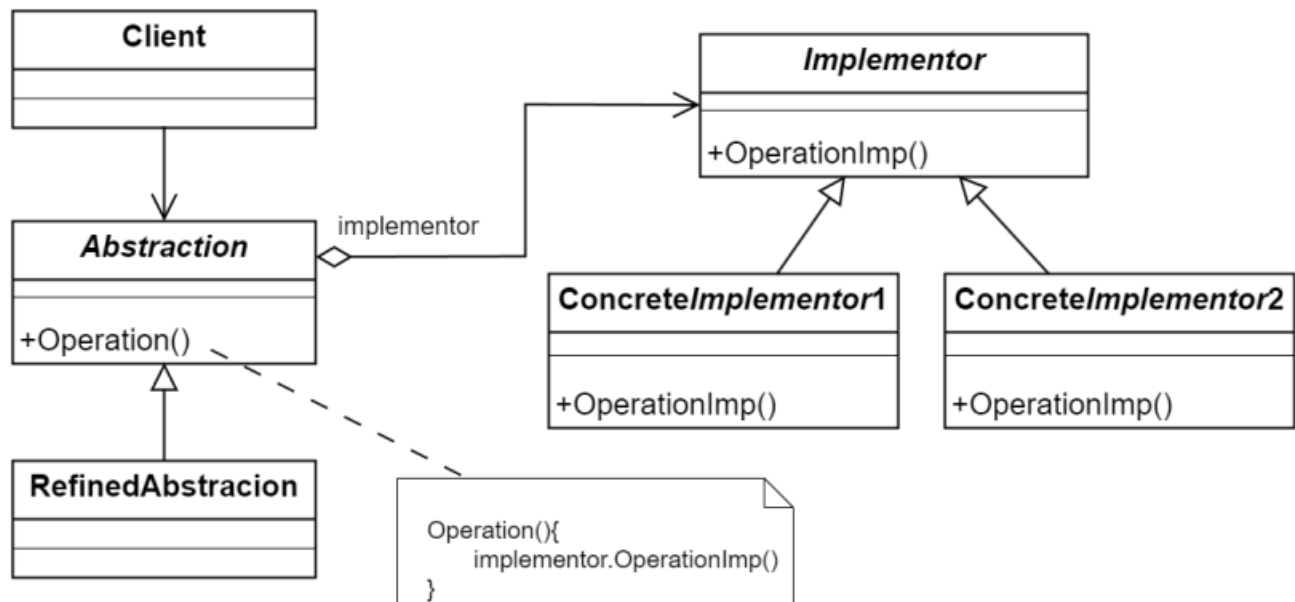 Client
Implementor
+OperationImp()
implementor
Abstraction
+Operation()
ConcreteImplementor1
+OperationImp()
ConcreteImplementor2
+OperationImp()
RefinedAbstracion
Operation(){
implementor.OperationImp()
}